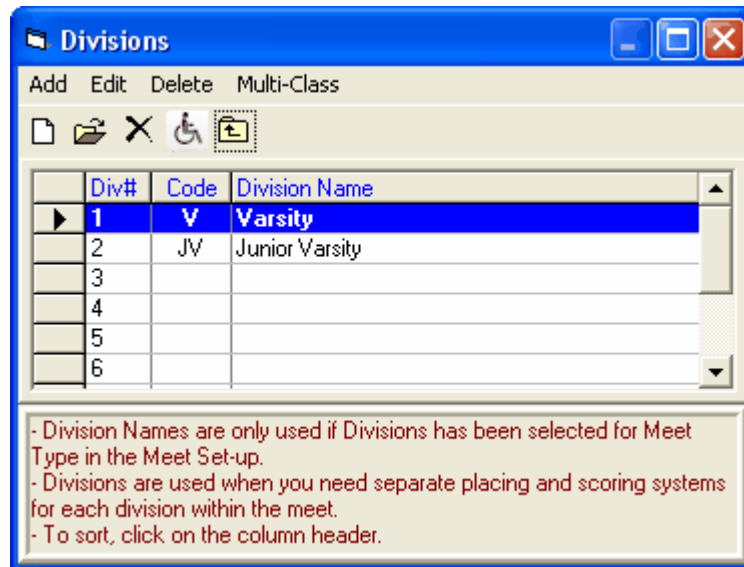 Divisions
Add Edit Delete Multi-Class
Div# Code Division Name
1 V Varsity
2 JV Junior Varsity
3
4
5
6
- Division Names are only used if Divisions has been selected for Meet
Type in the Meet Set-up.
- Divisions are used when you need separate placing and scoring systems
for each division within the meet.
- To sort, click on the column header.